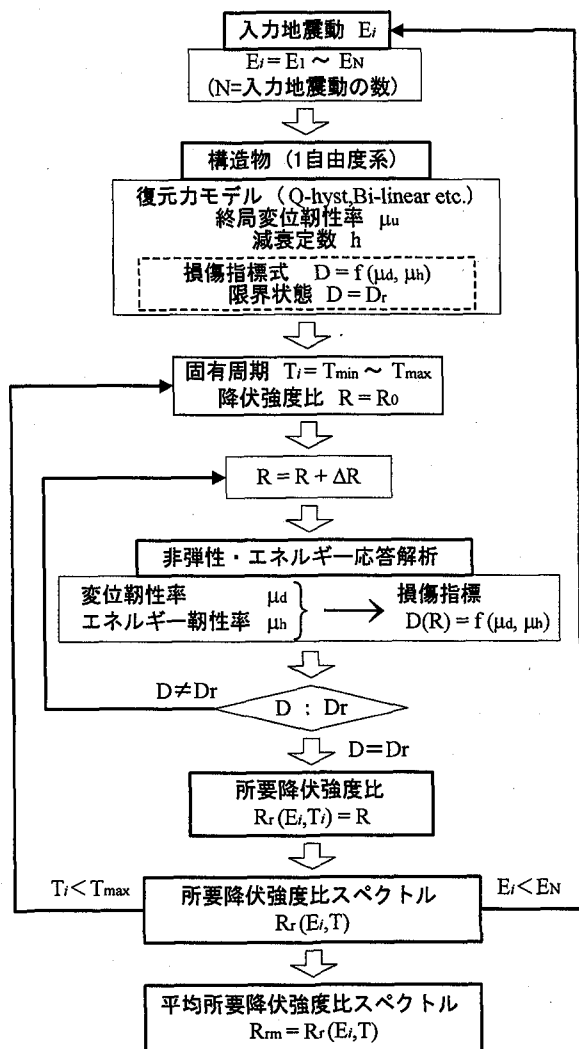 入力地震動 Ei
Ei = E1 ~ EN
(N=入力地震動の数)
構造物 (1自由度系)
復元力モデル (Q-hyst,Bi-linear etc.)
終局変位靭性率 μu
減衰定数 h
損傷指標式 D = f (μd, μh)
限界状態 D = Dr
固有周期 Ti = Tmin ~ Tmax
降伏強度比 R = R0
R = R + ΔR
非弾性・エネルギー応答解析
変位靭性率 μd
エネルギー靭性率 μh
損傷指標
D(R) = f (μd, μh)
D≠Dr
D : Dr
D=Dr
所要降伏強度比
Rr (Ei,Ti) = R
Ti<Tmax
所要降伏強度比スペクトル
Rr (Ei,T)
Ei<EN
平均所要降伏強度比スペクトル
Rrm = Rr (Ei,T)